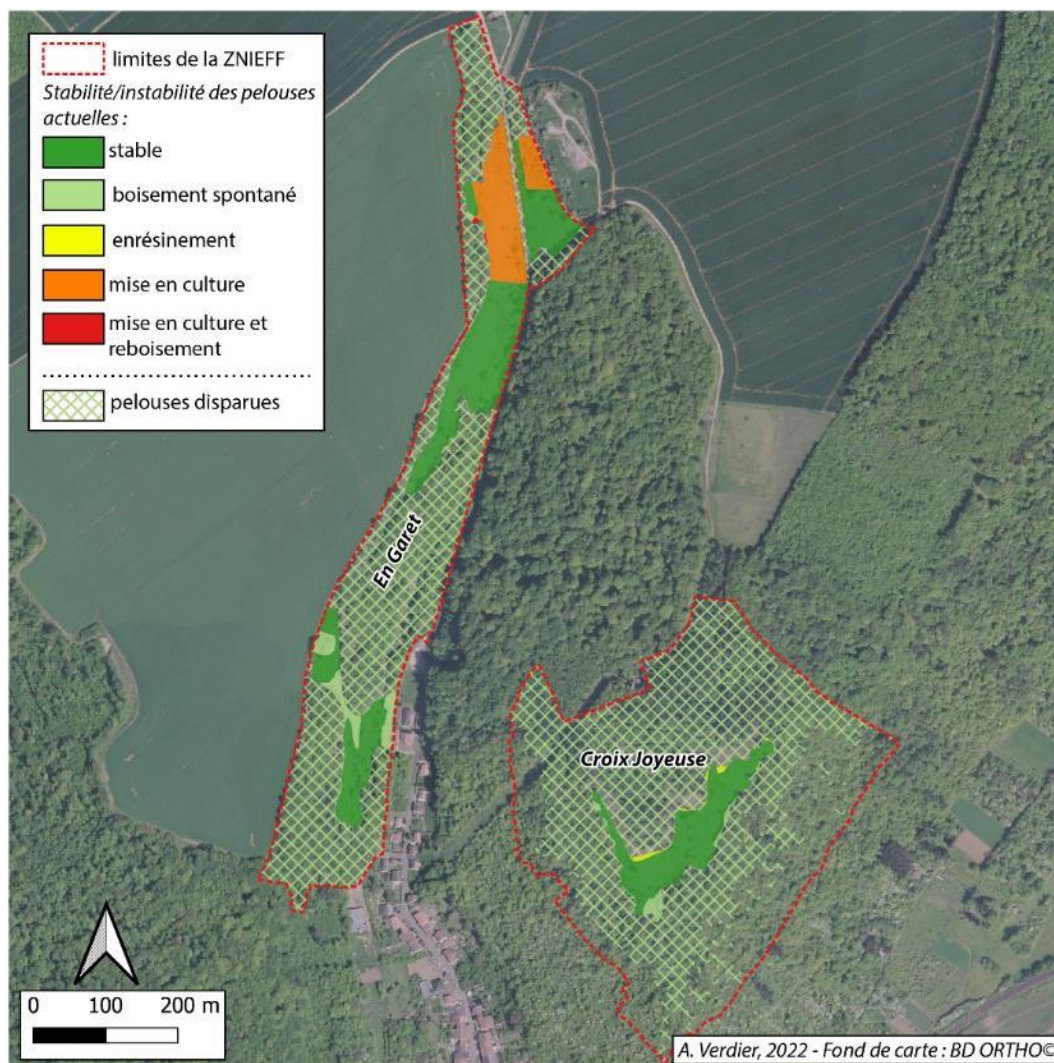 limites de la ZNIEFF
Stabilité/instabilité des pelouses
actuelles :
stable
boisement spontané
enrésinement
mise en culture
mise en culture et
reboisement
pelouses disparues
En Garet
Croix Joyeuse
0 100 200 m
A. Verdier, 2022 - Fond de carte : BD ORTHO©